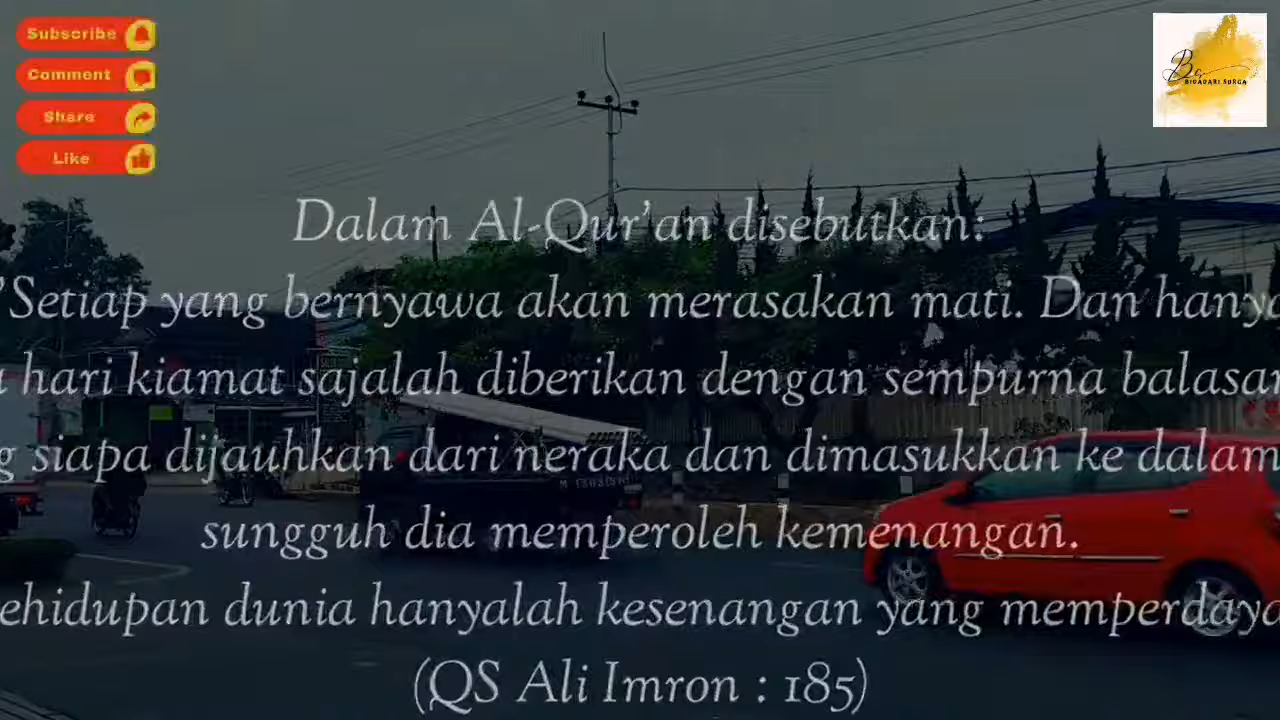 Subscribe
Comment
Share
Like
BIDADARI SURGA
Dalam Al-Qur'an disebutkan:
"Setiap yang bernyawa akan merasakan mati. Dan hanya
hari kiamat sajalah diberikan dengan sempurna balasan
siapa dijauhkan dari neraka dan dimasukkan ke dalam
sungguh dia memperoleh kemenangan.
ehidupan dunia hanyalah kesenangan yang memperdaya
(QS Ali Imron : 185)